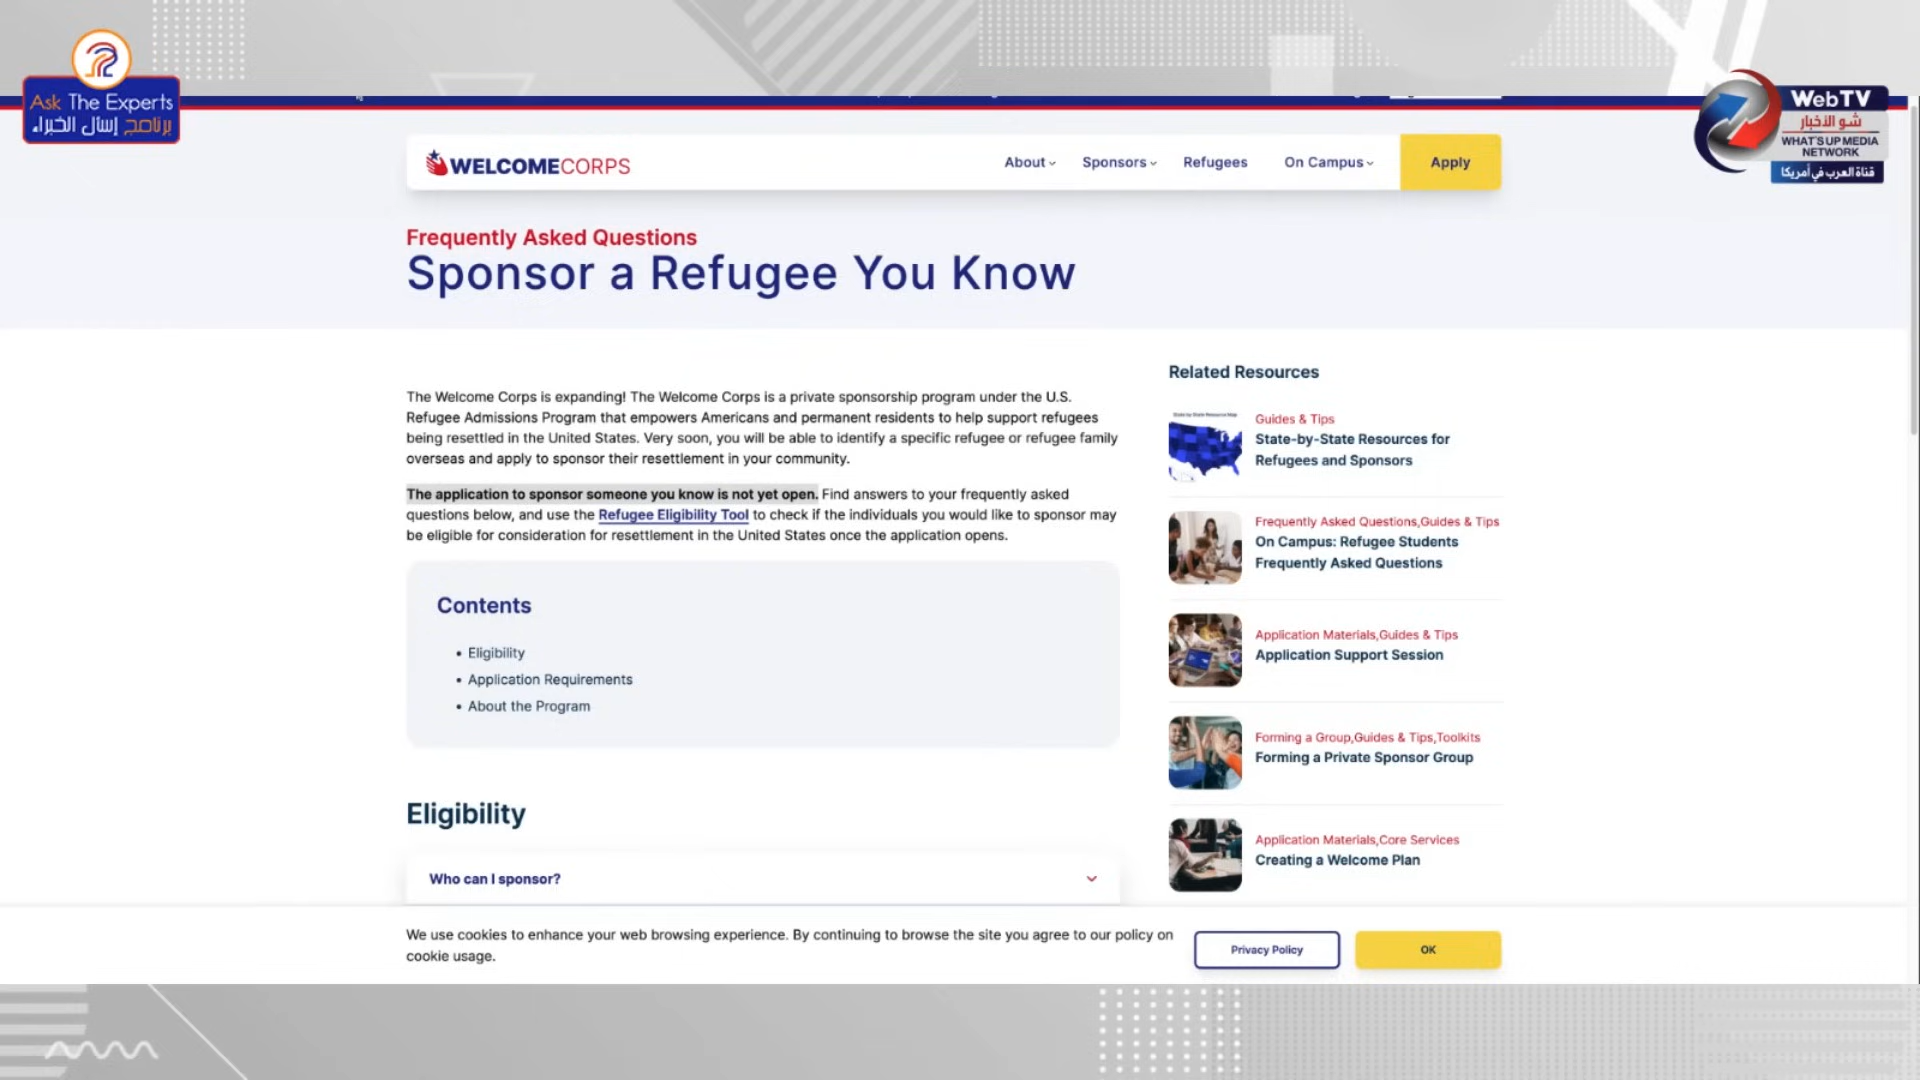 Ask The Experts
برنامج إسأل الخبراء
WebTV
شو الأخبار
WHAT'S UP MEDIA
NETWORK
قناة العرب في أمريكا
WELCOMECORPS
About
Sponsors
Refugees
On Campus
Apply
Frequently Asked Questions
Sponsor a Refugee You Know
The Welcome Corps is expanding! The Welcome Corps is a private sponsorship program under the U.S.
Refugee Admissions Program that empowers Americans and permanent residents to help support refugees
being resettled in the United States. Very soon, you will be able to identify a specific refugee or refugee family
overseas and apply to sponsor their resettlement in your community.
The application to sponsor someone you know is not yet open. Find answers to your frequently asked
questions below, and use the Refugee Eligibility Tool to check if the individuals you would like to sponsor may
be eligible for consideration for resettlement in the United States once the application opens.
Contents
• Eligibility
• Application Requirements
• About the Program
Eligibility
Who can I sponsor?
Related Resources
State by State Resource Map
Guides & Tips
State-by-State Resources for
Refugees and Sponsors
Frequently Asked Questions,Guides & Tips
On Campus: Refugee Students
Frequently Asked Questions
Application Materials,Guides & Tips
Application Support Session
Forming a Group,Guides & Tips,Toolkits
Forming a Private Sponsor Group
Application Materials,Core Services
Creating a Welcome Plan
We use cookies to enhance your web browsing experience. By continuing to browse the site you agree to our policy on
cookie usage.
Privacy Policy
OK